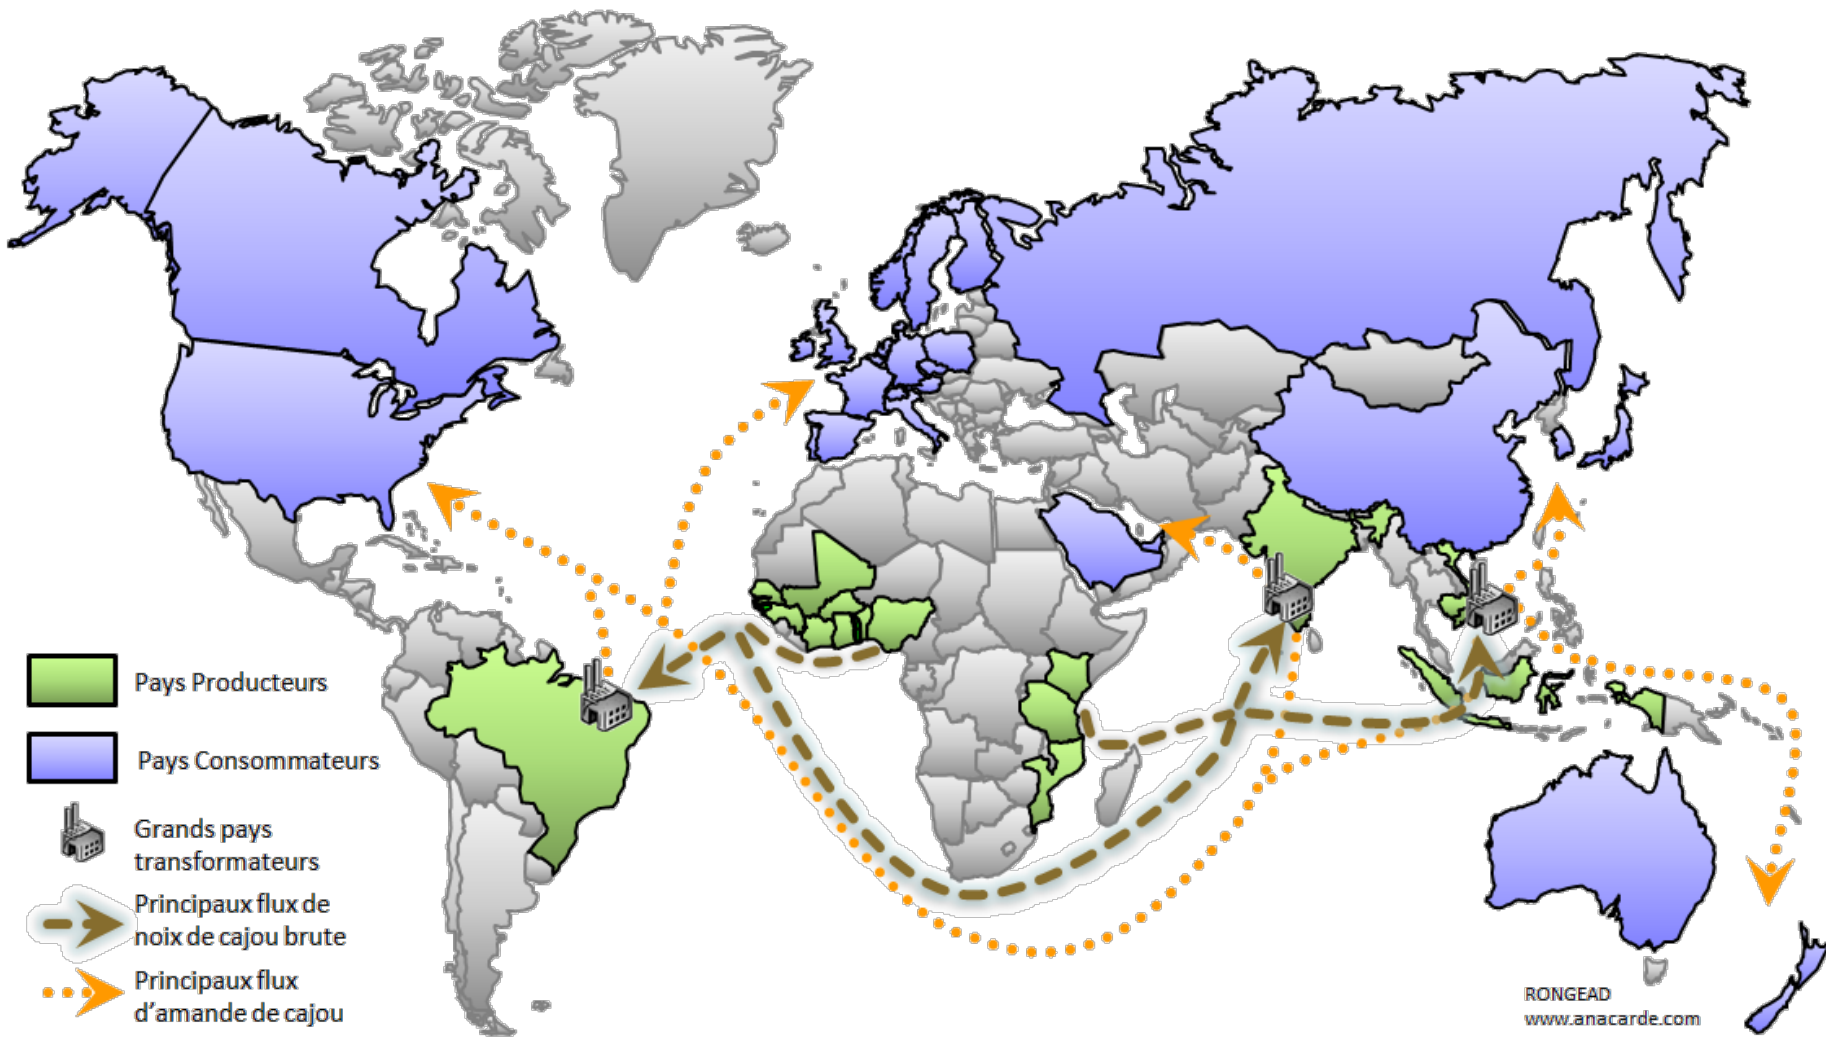 Pays Producteurs
Pays Consommateurs
Grands pays
transformateurs
Principaux flux de
noix de cajou brute
Principaux flux
d'amande de cajou
RONGEAD
www.anacarde.com